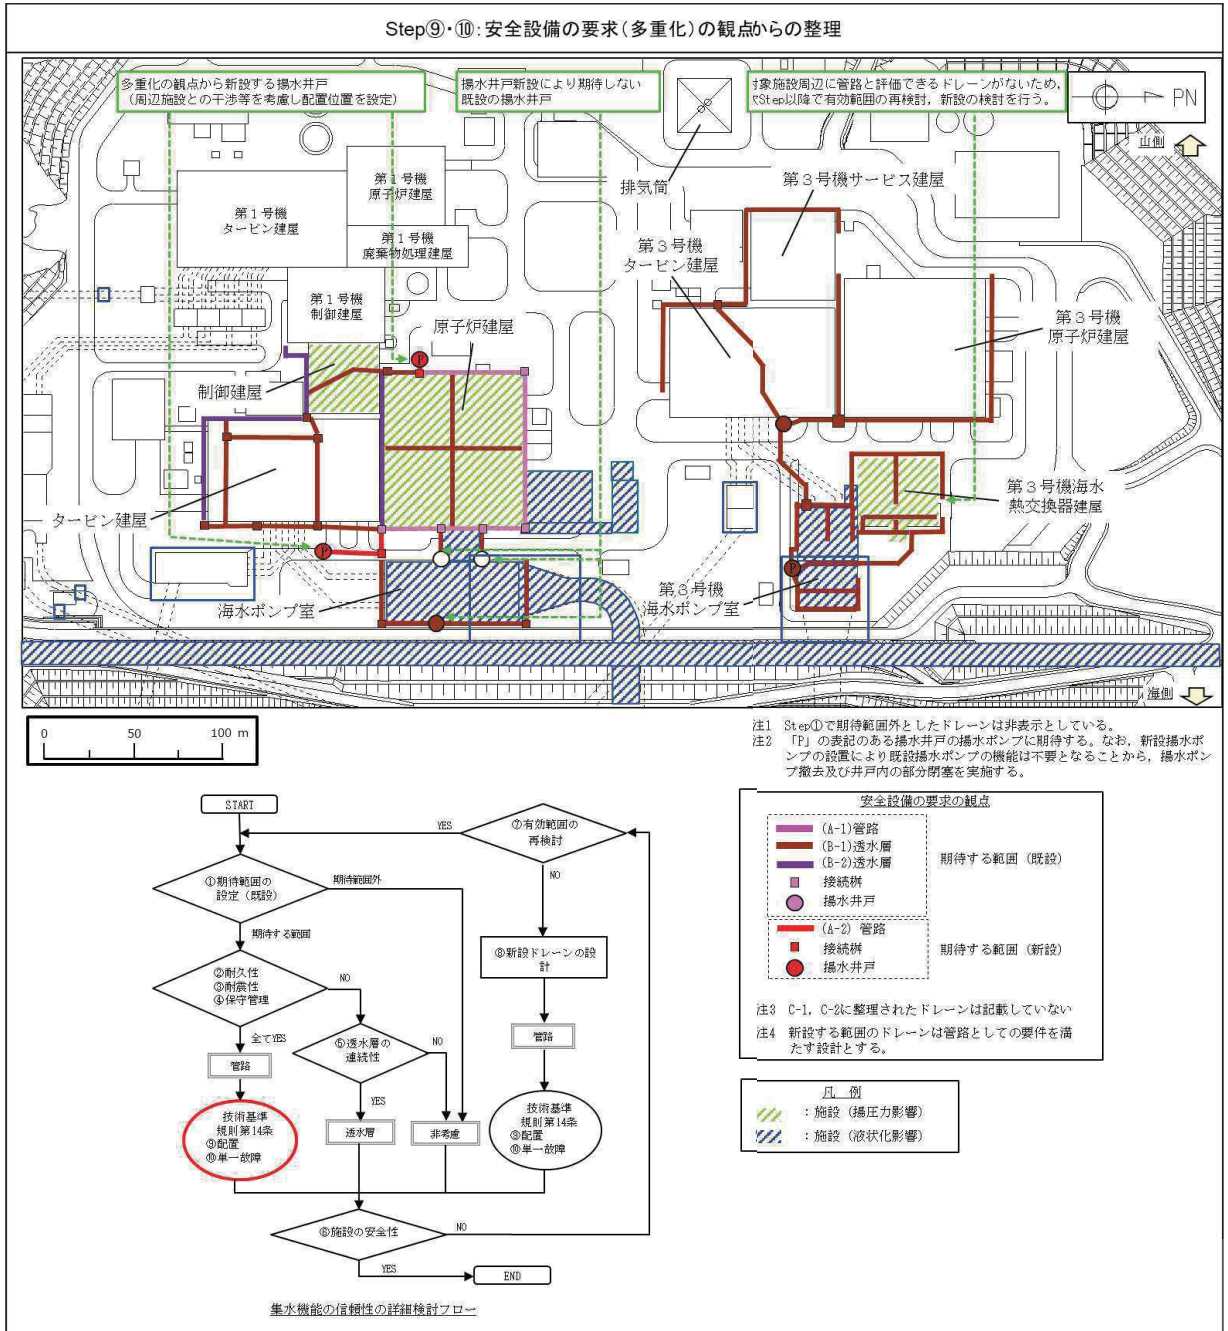 Step⑨・⑩：安全設備の要求（多重化）の観点からの整理
多重化の観点から新設する揚水井戸
（周辺施設との干渉等を考慮し配置位置を設定）
揚水井戸新設により期待しない
既設の揚水井戸
対象施設周辺に管路と評価できるドレーンがないため，
次Step以降で有効範囲の再検討，新設の検討を行う。
PN
山側
排気筒
第３号機サービス建屋
第１号機
原子炉建屋
第１号機
タービン建屋
第１号機
廃棄物処理建屋
第３号機
タービン建屋
第１号機
制御建屋
原子炉建屋
第３号機
原子炉建屋
P
制御建屋
第３号機海水
熱交換器建屋
タービン建屋
P
P
海水ポンプ室
第３号機
海水ポンプ室
海側
0 50 100 m
注1 Step①で期待範囲外としたドレーンは非表示としている。
注2 「P」の表記のある揚水井戸の揚水ポンプに期待する。なお，新設揚水ポ
ンプの設置により既設揚水ポンプの機能は不要となることから，揚水ポン
プ撤去及び井戸内の部分閉塞を実施する。
安全設備の要求の観点
(A-1)管路
(B-1)透水層
(B-2)透水層
接続桝
揚水井戸
期待する範囲（既設）
(A-2) 管路
接続桝
揚水井戸
期待する範囲（新設）
注3 C-1，C-2に整理されたドレーンは記載していない
注4 新設する範囲のドレーンは管路としての要件を満
たす設計とする。
凡 例
：施設（揚圧力影響）
：施設（液状化影響）
START
YES
⑦有効範囲の
再検討
①期待範囲の
設定（既設）
期待範囲外
NO
期待する範囲
②耐久性
③耐震性
④保守管理
NO
⑧新設ドレーンの設
計
全てYES
⑤透水層の
連続性
NO
管路
管路
YES
技術基準
規則第14条
⑨配置
⑩単一故障
透水層
非考慮
技術基準
規則第14条
⑨配置
⑩単一故障
⑥施設の安全性
NO
YES
END
集水機能の信頼性の詳細検討フロー